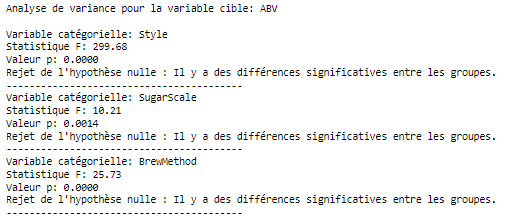 Analyse de variance pour la variable cible: ABV
Variable catégorielle: Style
Statistique F: 299.68
Valeur p: 0.0000
Rejet de l'hypothèse nulle : Il y a des différences significatives entre les groupes.
----------------------------------------
Variable catégorielle: SugarScale
Statistique F: 10.21
Valeur p: 0.0014
Rejet de l'hypothèse nulle : Il y a des différences significatives entre les groupes.
----------------------------------------
Variable catégorielle: BrewMethod
Statistique F: 25.73
Valeur p: 0.0000
Rejet de l'hypothèse nulle : Il y a des différences significatives entre les groupes.
----------------------------------------